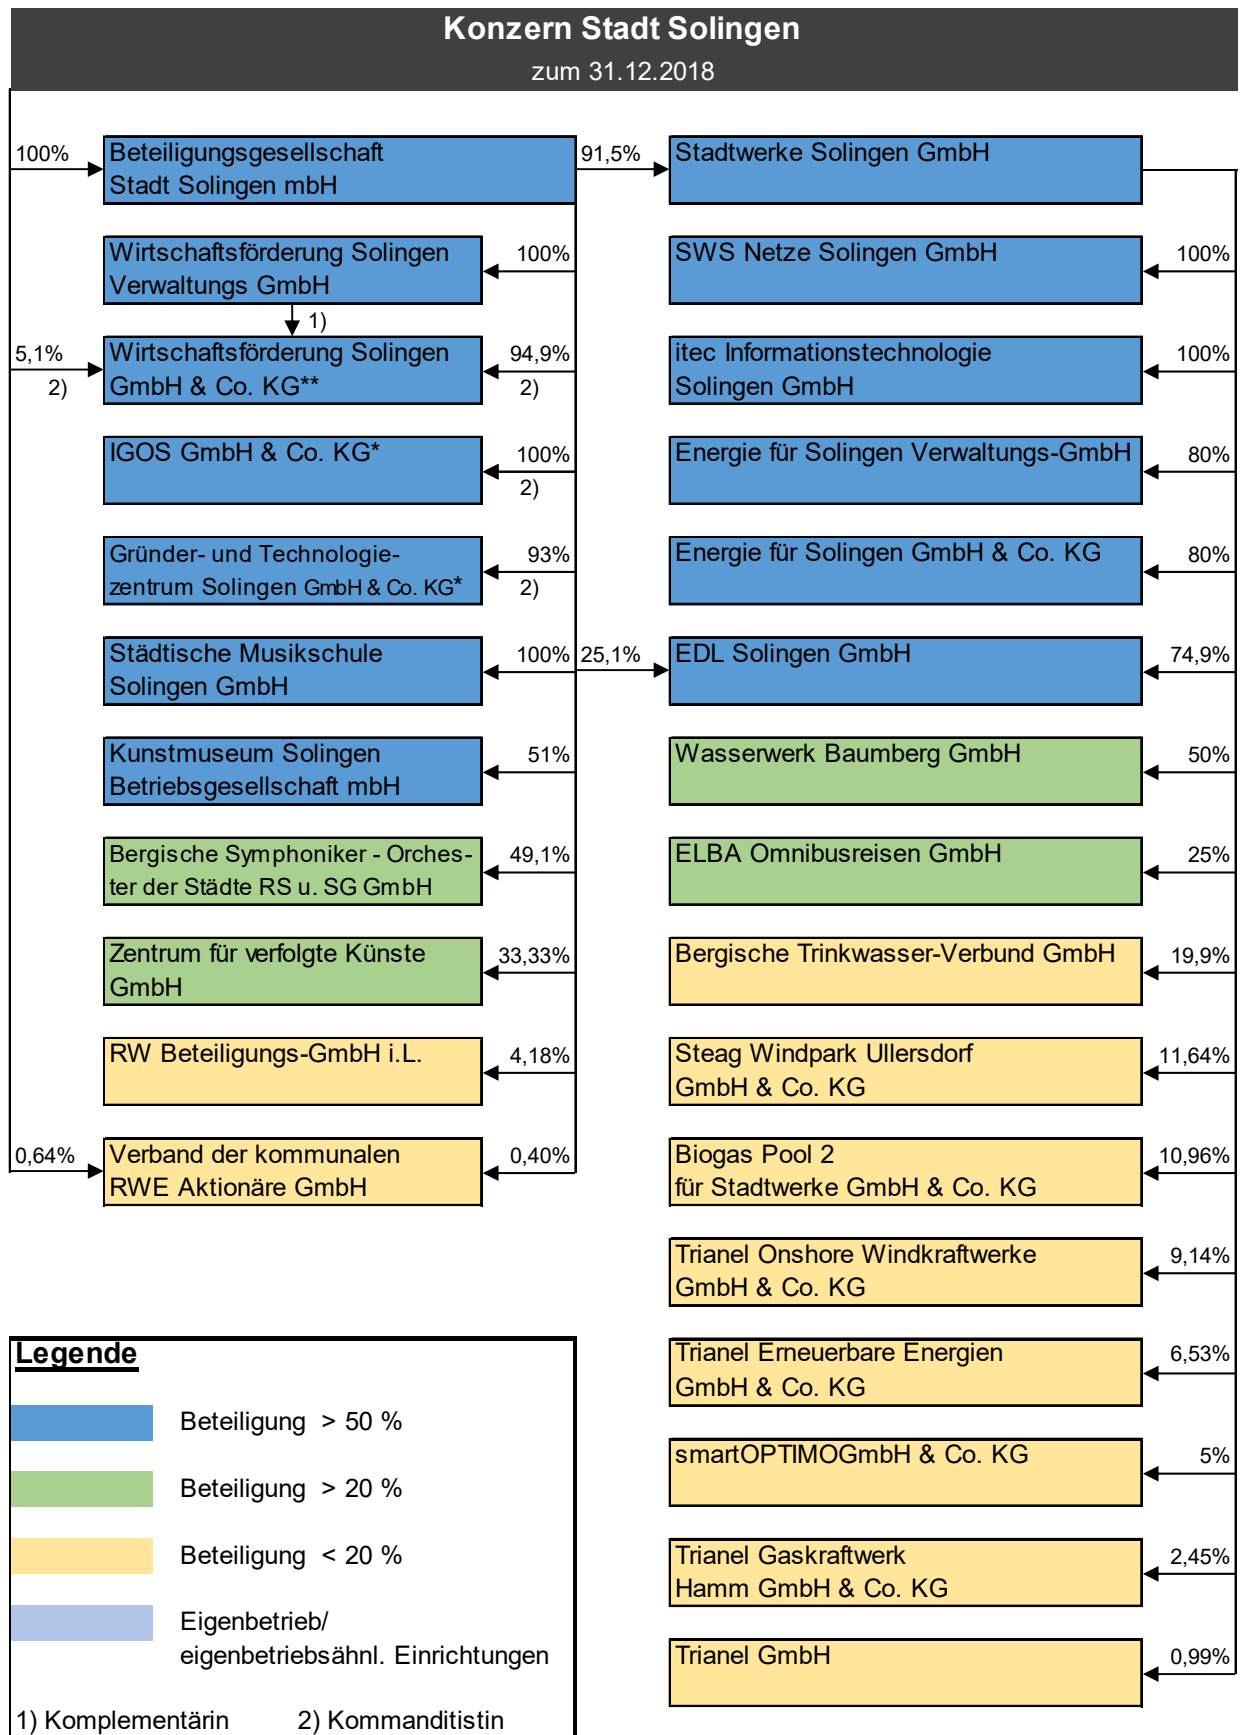 Konzern Stadt Solingen
zum 31.12.2018
100%
Beteiligungsgesellschaft
Stadt Solingen mbH
91,5%
Stadtwerke Solingen GmbH
Wirtschaftsförderung Solingen
Verwaltungs GmbH
100%
SWS Netze Solingen GmbH
100%
1)
5,1%
2)
Wirtschaftsförderung Solingen
GmbH & Co. KG**
94,9%
2)
itec Informationstechnologie
Solingen GmbH
100%
IGOS GmbH & Co. KG*
100%
2)
Energie für Solingen Verwaltungs-GmbH
80%
Gründer- und Technologie-
zentrum Solingen GmbH & Co. KG*
93%
2)
Energie für Solingen GmbH & Co. KG
80%
Städtische Musikschule
Solingen GmbH
100%
25,1%
EDL Solingen GmbH
74,9%
Kunstmuseum Solingen
Betriebsgesellschaft mbH
51%
Wasserwerk Baumberg GmbH
50%
Bergische Symphoniker - Orches-
ter der Städte RS u. SG GmbH
49,1%
ELBA Omnibusreisen GmbH
25%
Zentrum für verfolgte Künste
GmbH
33,33%
Bergische Trinkwasser-Verbund GmbH
19,9%
RW Beteiligungs-GmbH i.L.
4,18%
Steag Windpark Ullersdorf
GmbH & Co. KG
11,64%
0,64%
Verband der kommunalen
RWE Aktionäre GmbH
0,40%
Biogas Pool 2
für Stadtwerke GmbH & Co. KG
10,96%
Trianel Onshore Windkraftwerke
GmbH & Co. KG
9,14%
Trianel Erneuerbare Energien
GmbH & Co. KG
6,53%
smartOPTIMOGmbH & Co. KG
5%
Trianel Gaskraftwerk
Hamm GmbH & Co. KG
2,45%
Trianel GmbH
0,99%
Legende
Beteiligung > 50 %
Beteiligung > 20 %
Beteiligung < 20 %
Eigenbetrieb/
eigenbetriebsähnl. Einrichtungen
1) Komplementärin 2) Kommanditistin